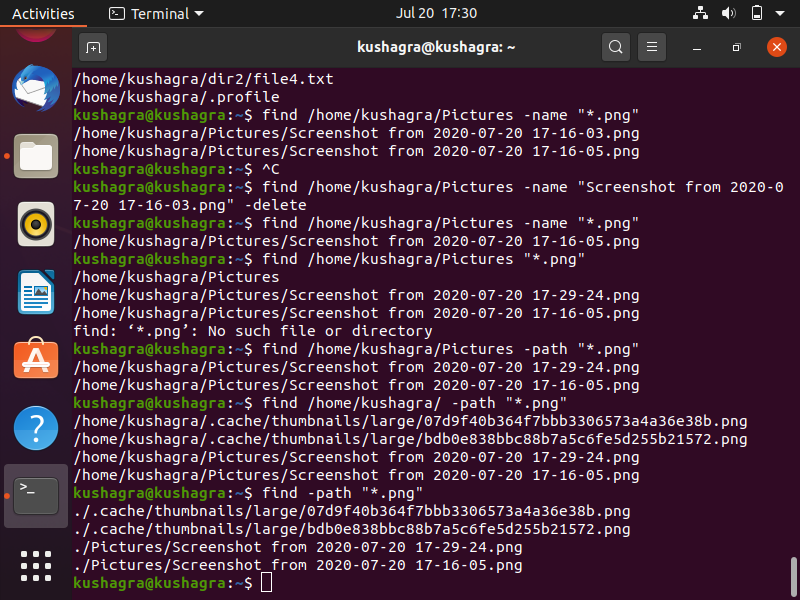 Activities
Terminal
Jul 20 17:30
kushagra@kushagra: ~
/home/kushagra/dir2/file4.txt
/home/kushagra/.profile
kushagra@kushagra:~$ find /home/kushagra/Pictures -name "*.png"
/home/kushagra/Pictures/Screenshot from 2020-07-20 17-16-03.png
/home/kushagra/Pictures/Screenshot from 2020-07-20 17-16-05.png
kushagra@kushagra:~$ ^C
kushagra@kushagra:~$ find /home/kushagra/Pictures -name "Screenshot from 2020-0
7-20 17-16-03.png" -delete
kushagra@kushagra:~$ find /home/kushagra/Pictures -name "*.png"
/home/kushagra/Pictures/Screenshot from 2020-07-20 17-16-05.png
kushagra@kushagra:~$ find /home/kushagra/Pictures "*.png"
/home/kushagra/Pictures
/home/kushagra/Pictures/Screenshot from 2020-07-20 17-29-24.png
/home/kushagra/Pictures/Screenshot from 2020-07-20 17-16-05.png
find: ‘*.png’: No such file or directory
kushagra@kushagra:~$ find /home/kushagra/Pictures -path "*.png"
/home/kushagra/Pictures/Screenshot from 2020-07-20 17-29-24.png
/home/kushagra/Pictures/Screenshot from 2020-07-20 17-16-05.png
kushagra@kushagra:~$ find /home/kushagra/ -path "*.png"
/home/kushagra/.cache/thumbnails/large/07d9f40b364f7bbb3306573a4a36e38b.png
/home/kushagra/.cache/thumbnails/large/bdb0e838bbc88b7a5c6fe5d255b21572.png
/home/kushagra/Pictures/Screenshot from 2020-07-20 17-29-24.png
/home/kushagra/Pictures/Screenshot from 2020-07-20 17-16-05.png
kushagra@kushagra:~$ find -path "*.png"
./.cache/thumbnails/large/07d9f40b364f7bbb3306573a4a36e38b.png
./.cache/thumbnails/large/bdb0e838bbc88b7a5c6fe5d255b21572.png
./Pictures/Screenshot from 2020-07-20 17-29-24.png
./Pictures/Screenshot from 2020-07-20 17-16-05.png
kushagra@kushagra:~$